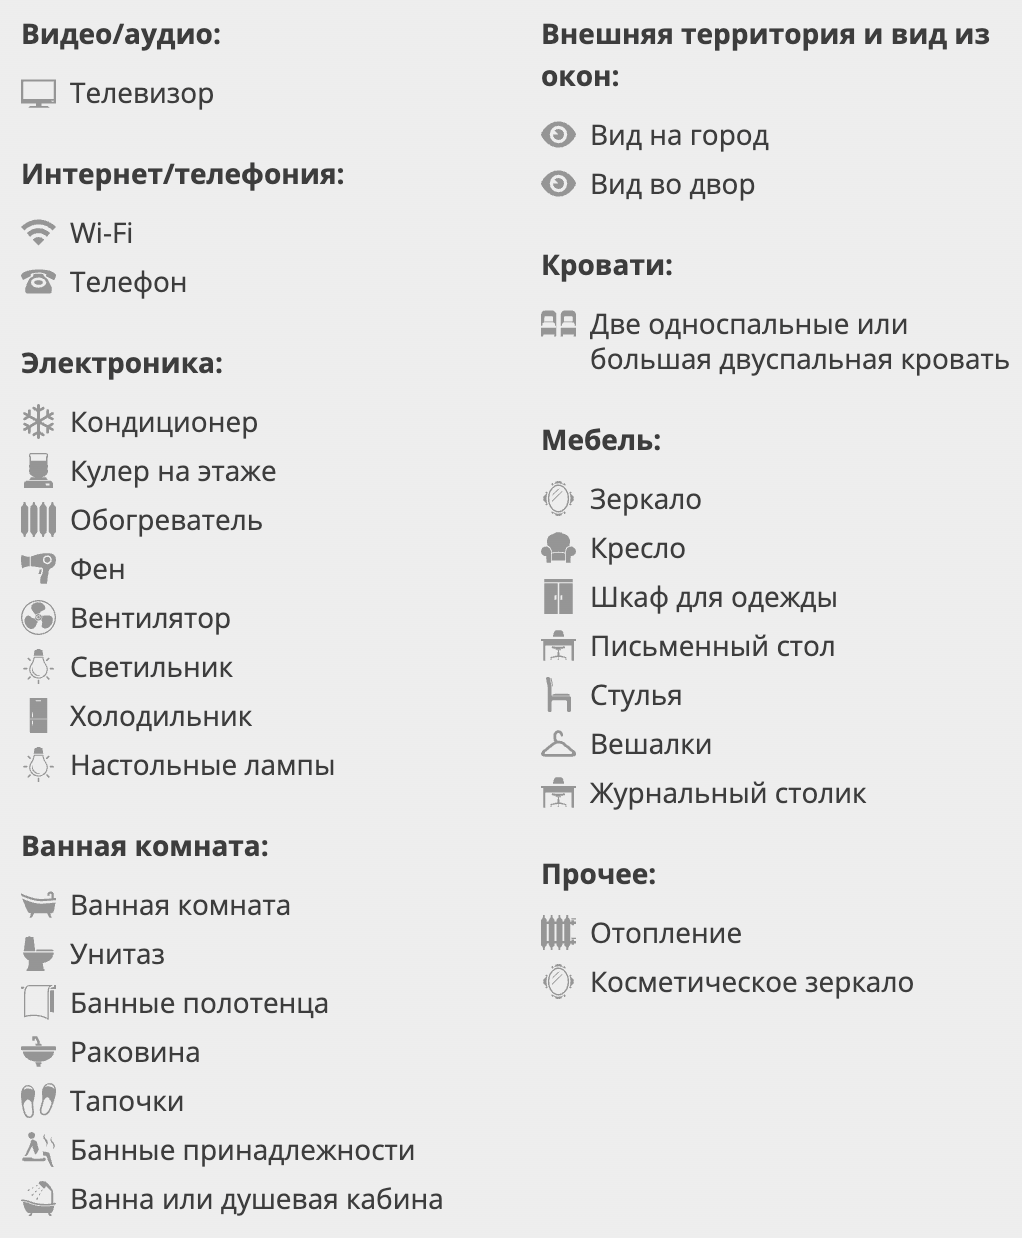 Видео/аудио:
Телевизор
Интернет/телефония:
Wi-Fi
Телефон
Электроника:
Кондиционер
Кулер на этаже
Обогреватель
Фен
Вентилятор
Светильник
Холодильник
Настольные лампы
Ванная комната:
Ванная комната
Унитаз
Банные полотенца
Раковина
Тапочки
Банные принадлежности
Ванна или душевая кабина
Внешняя территория и вид из
окон:
Вид на город
Вид во двор
Кровати:
Две односпальные или
большая двуспальная кровать
Мебель:
Зеркало
Кресло
Шкаф для одежды
Письменный стол
Стулья
Вешалки
Журнальный столик
Прочее:
Отопление
Косметическое зеркало